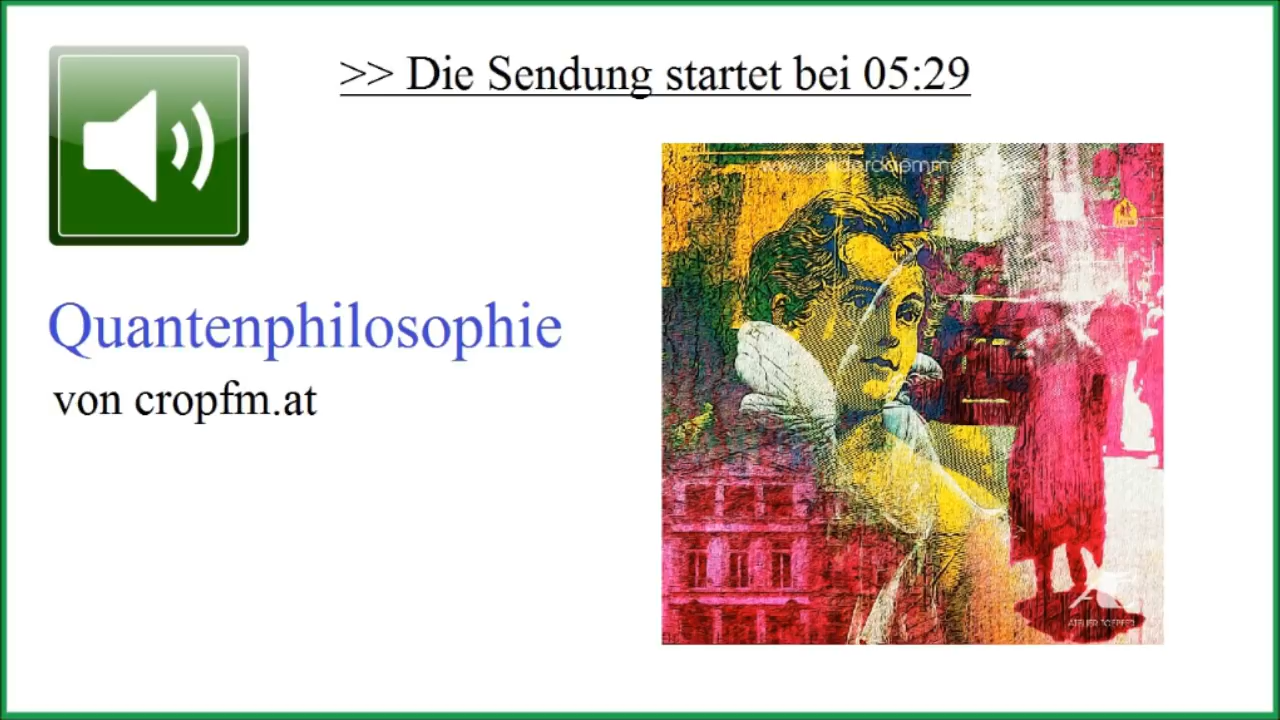 >> Die Sendung startet bei 05:29
Quantenphilosophie
von cropfm.at